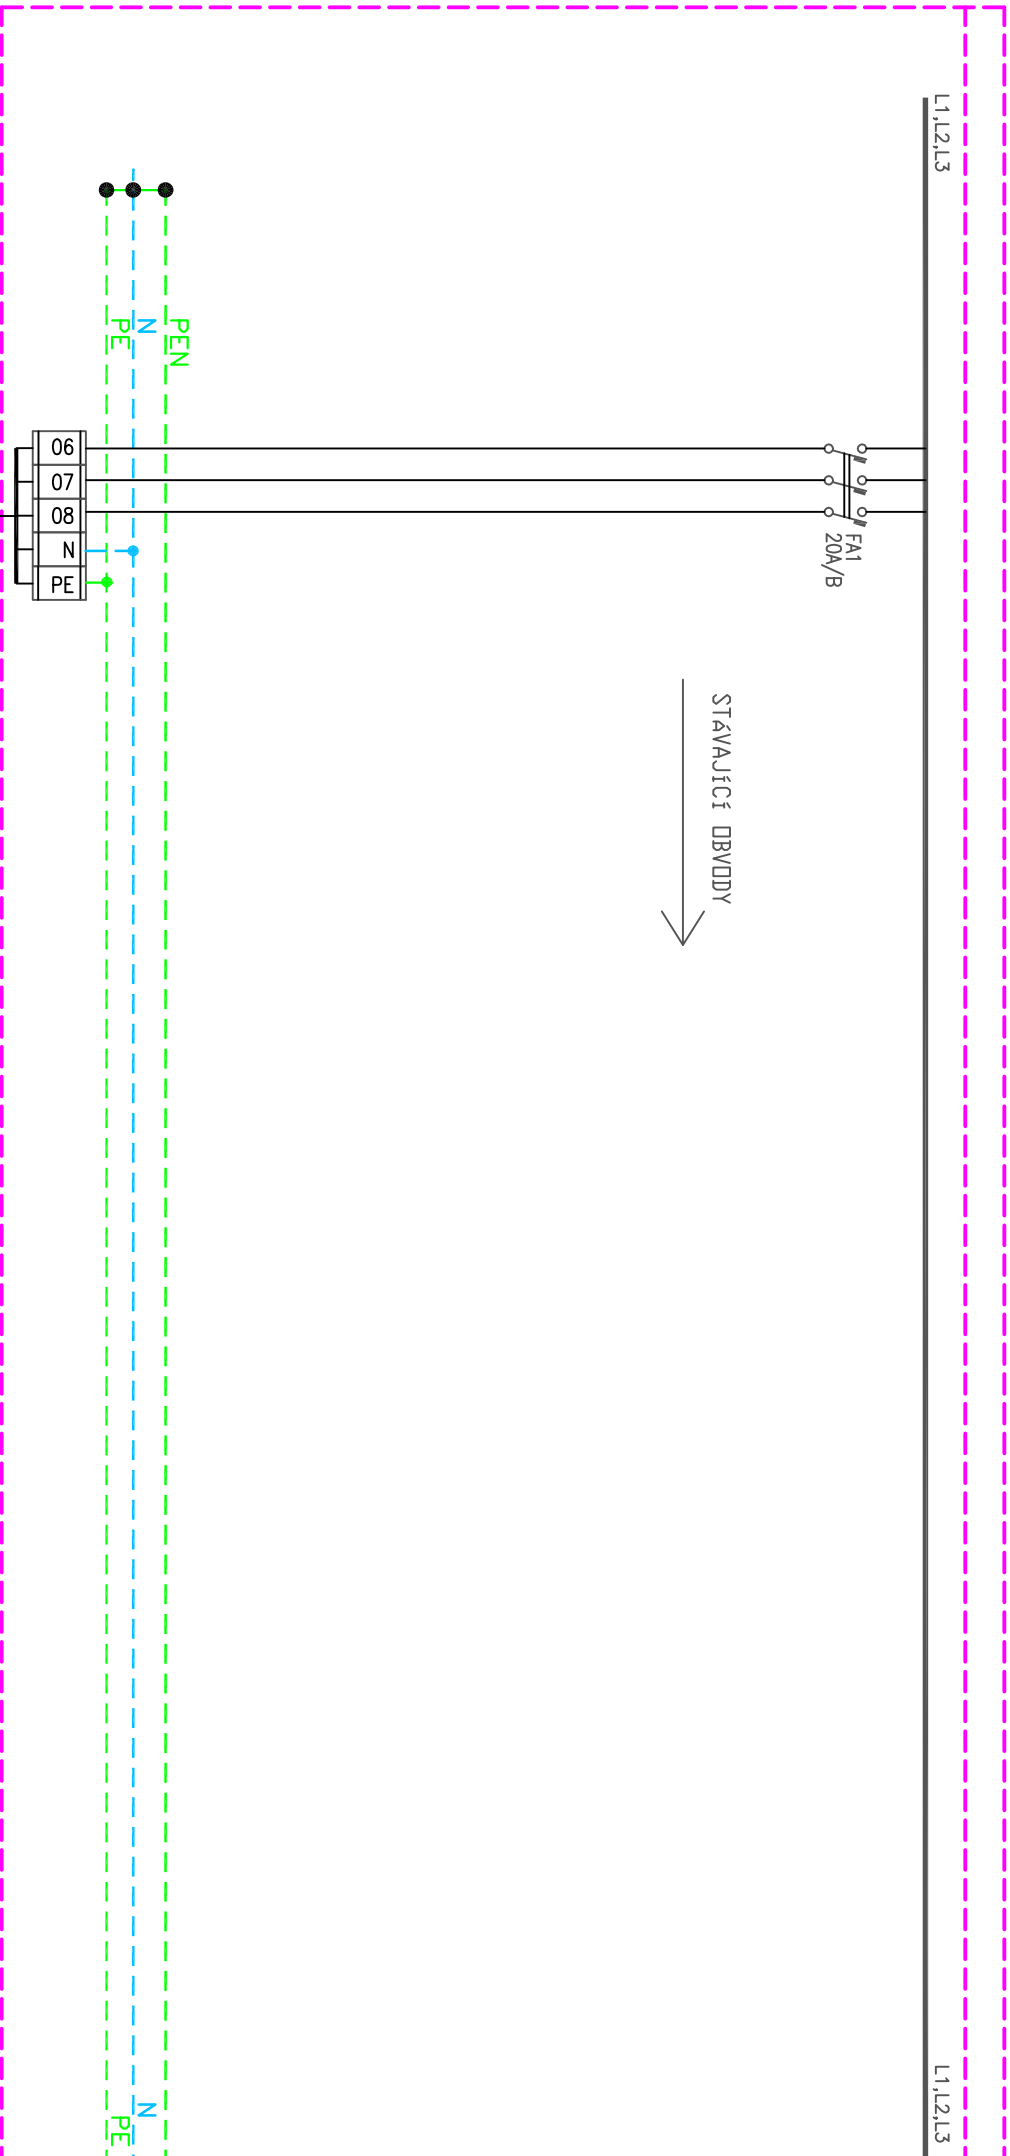 L1,L2,L3
PEN
N
PE
06
07
08
N
PE
FA1
20A/B
STÁVAJÍCÍ OBVODY
L1,L2,L3
N
PE